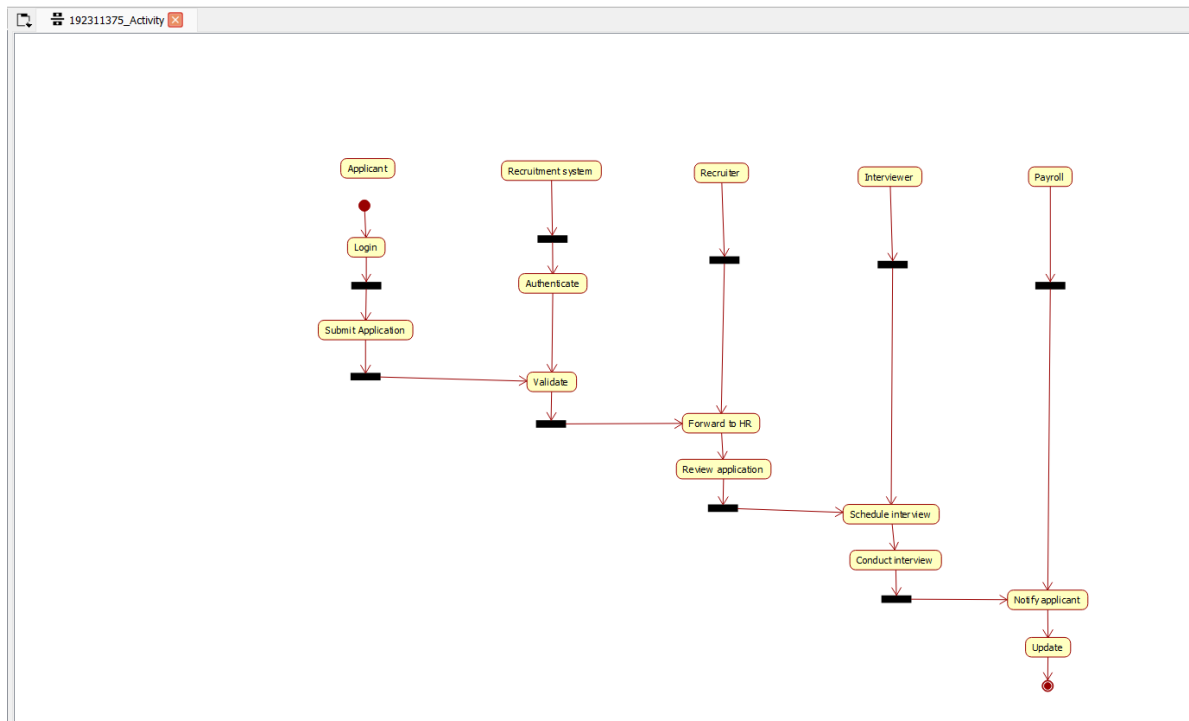 192311375_Activity
Applicant
Recruitment system
Recruiter
Interviewer
Payroll
Login
Authenticate
Submit Application
Validate
Forward to HR
Review application
Schedule interview
Conduct interview
Notify applicant
Update